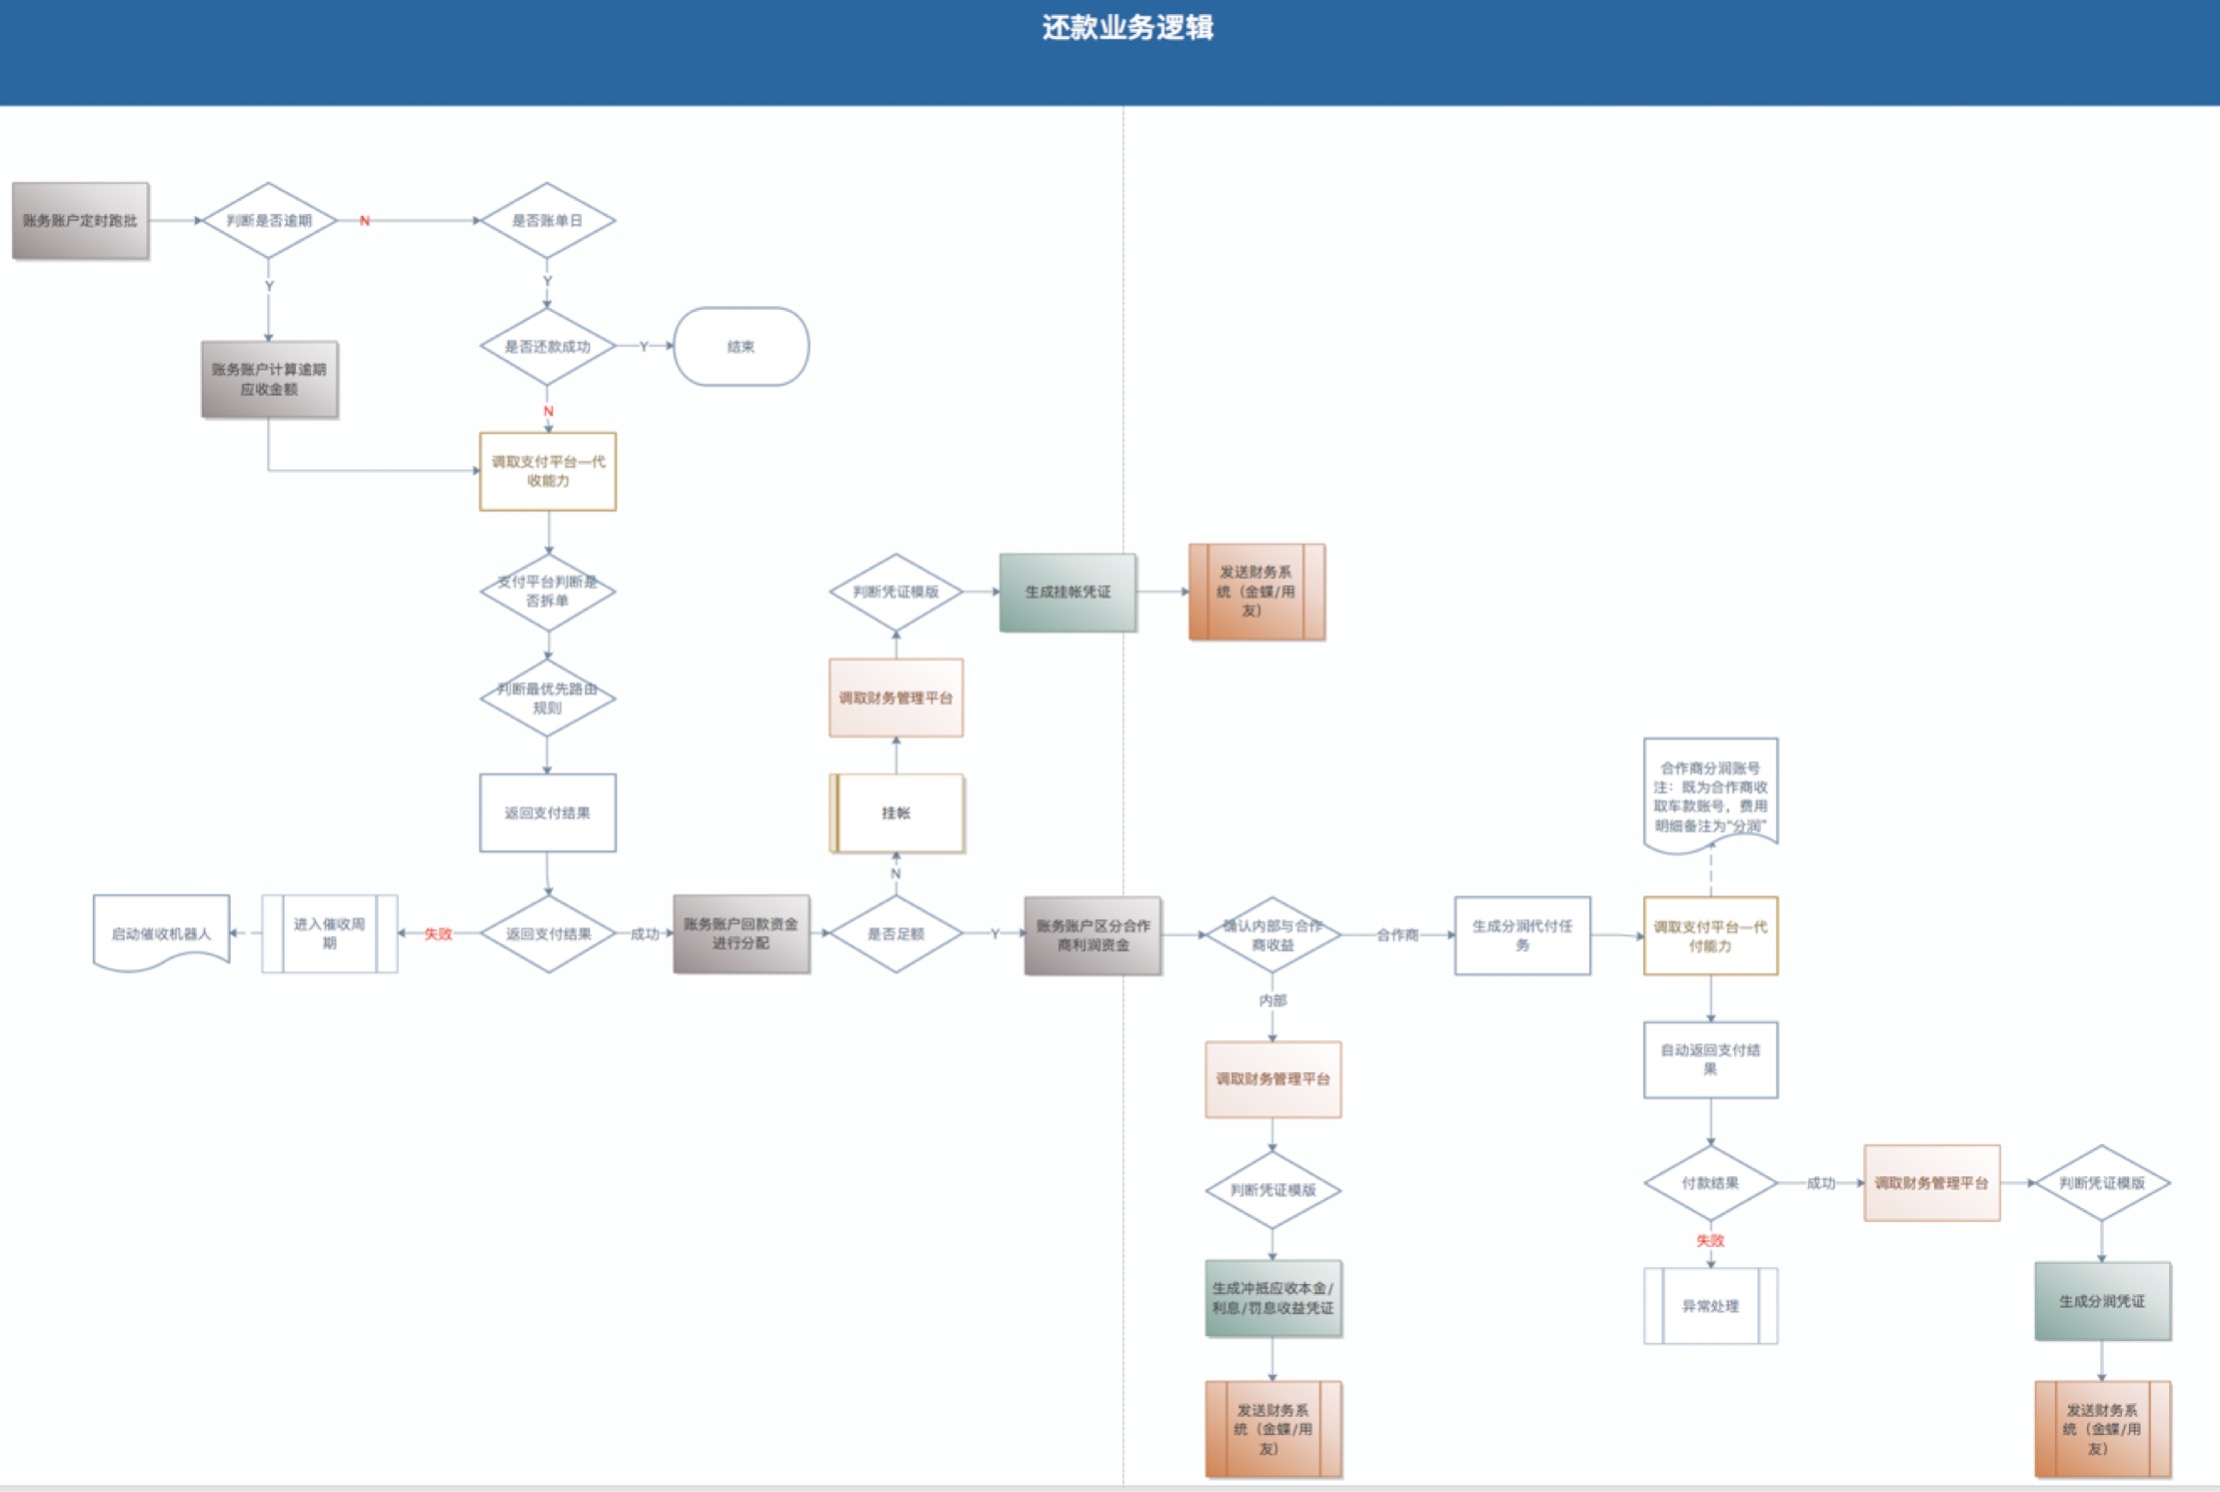 还款业务逻辑
账务账户定时跑批
判断是否逾期
N
是否账单日
Y
Y
是否还款成功
Y
结束
账务账户计算逾期
应收金额
N
调取支付平台—代
收能力
支付平台判断是
否拆单
判断凭证模版
生成挂帐凭证
发送财务系
统（金蝶/用
友）
判断最优先路由
规则
调取财务管理平台
返回支付结果
挂帐
合作商分润账号
注：既为合作商收
取车款账号，费用
明细备注为“分润”
N
启动催收机器人
进入催收周
期
失败
返回支付结果
成功
账务账户回款资金
进行分配
是否足额
Y
账务账户区分合作
商利润资金
确认内部与合作
商收益
合作商
生成分润代付任
务
调取支付平台—代
付能力
内部
调取财务管理平台
自动返回支付结
果
判断凭证模版
付款结果
成功
调取财务管理平台
判断凭证模版
失败
生成冲抵应收本金/
利息/罚息收益凭证
异常处理
生成分润凭证
发送财务系
统（金蝶/用
友）
发送财务系
统（金蝶/用
友）